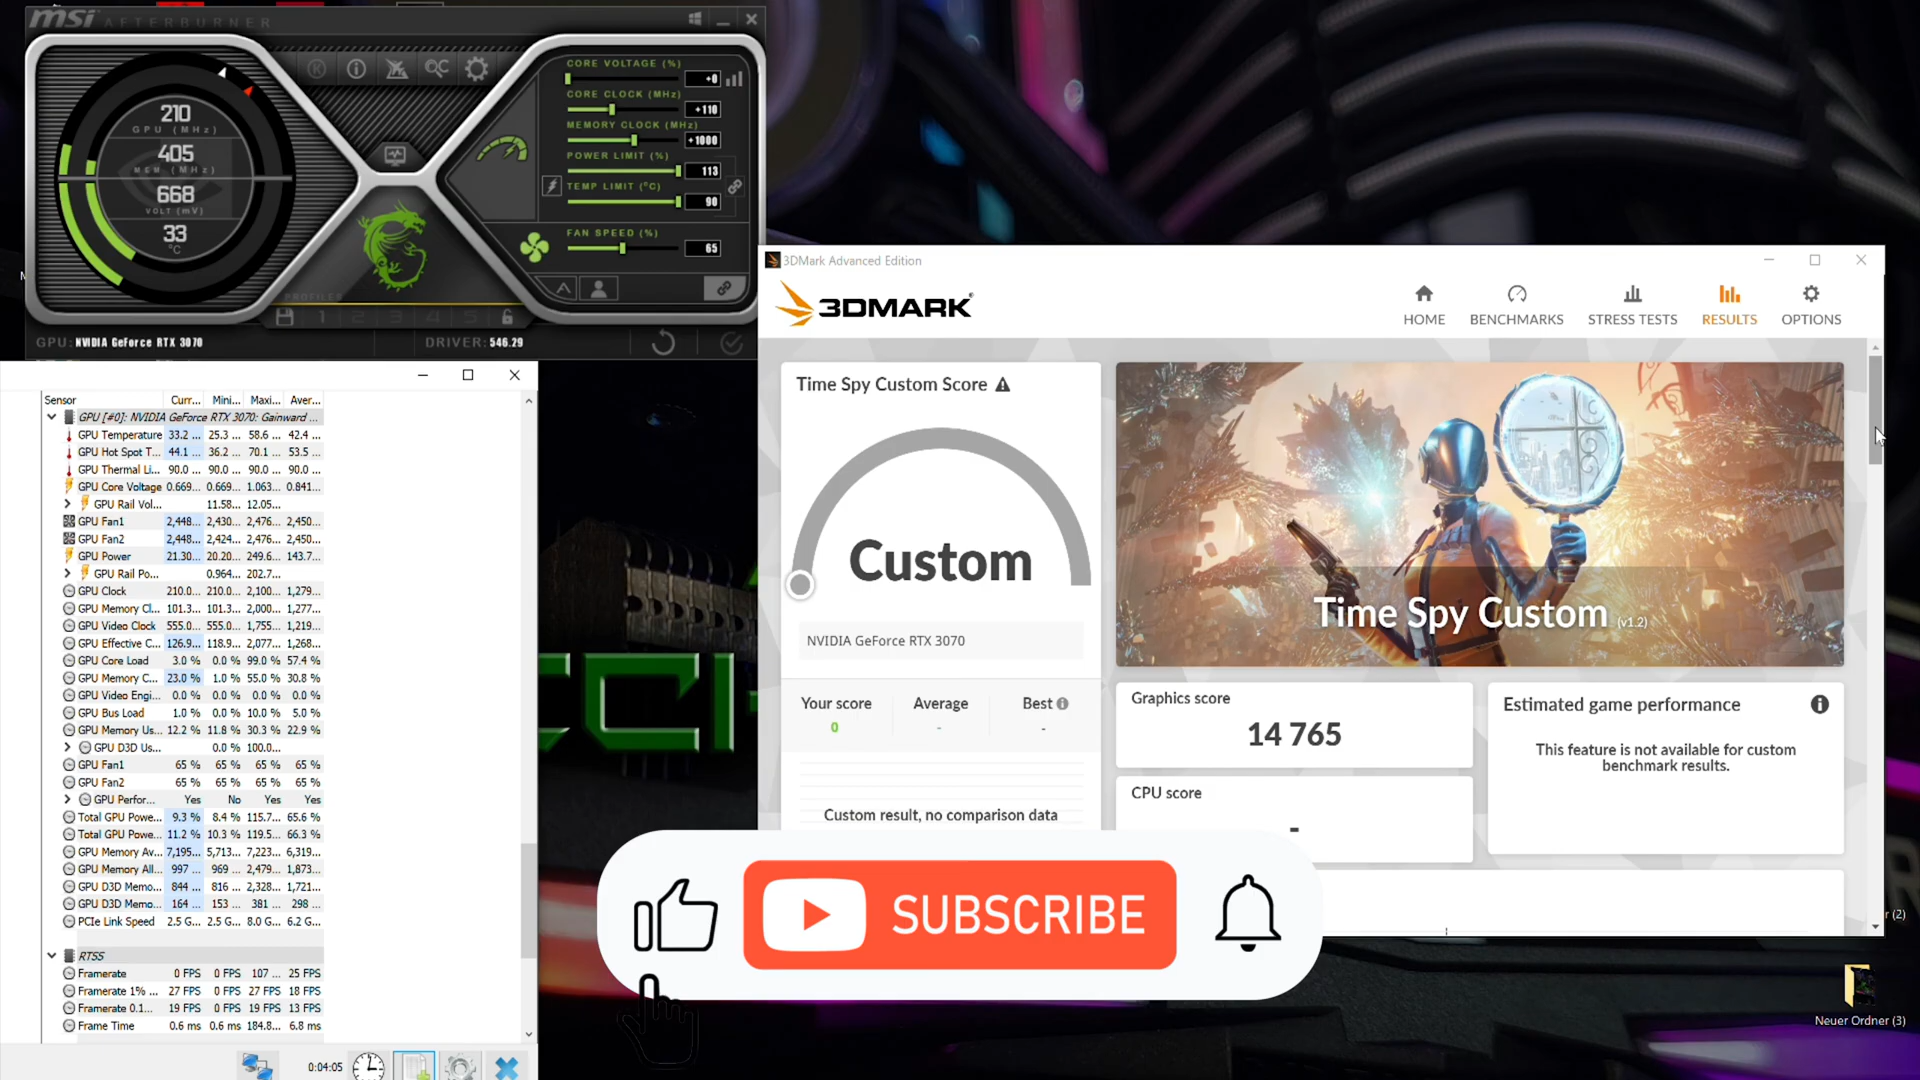 msi AFTERBURNER
K
210
GPU (MHz)
405
MEM (MHz)
668
VOLT (mV)
33
°C
CORE VOLTAGE (%)
+0
CORE CLOCK (MHz)
+110
MEMORY CLOCK (MHz)
+1000
POWER LIMIT (%)
113
TEMP LIMIT (°C)
90
FAN SPEED (%)
65
A
PROFILES
1 2 3 4 5
GPU: NVIDIA GeForce RTX 3070
DRIVER: 546.29
Sensor Curr... Mini... Maxi... Aver...
GPU [#0]: NVIDIA GeForce RTX 3070: Gainward ...
GPU Temperature 33.2 ... 25.3 ... 58.6 ... 42.4 ...
GPU Hot Spot T... 44.1 ... 36.2 ... 70.1 ... 53.5 ...
GPU Thermal Li... 90.0 ... 90.0 ... 90.0 ... 90.0 ...
GPU Core Voltage 0.669... 0.669... 1.063... 0.841...
GPU Rail Vol... 11.58... 12.05...
GPU Fan1 2,448... 2,430... 2,476... 2,450...
GPU Fan2 2,448... 2,424... 2,476... 2,450...
GPU Power 21.30... 20.20... 249.6... 143.7...
GPU Rail Po... 0.964... 202.7...
GPU Clock 210.0... 210.0... 2,100... 1,279...
GPU Memory Cl... 101.3... 101.3... 2,000... 1,277...
GPU Video Clock 555.0... 555.0... 1,755... 1,219...
GPU Effective C... 126.9... 118.9... 2,077... 1,268...
GPU Core Load 3.0 % 0.0 % 99.0 % 57.4 %
GPU Memory C... 23.0 % 1.0 % 55.0 % 30.8 %
GPU Video Engi... 0.0 % 0.0 % 0.0 % 0.0 %
GPU Bus Load 1.0 % 0.0 % 10.0 % 5.0 %
GPU Memory Us... 12.2 % 11.8 % 30.3 % 22.9 %
GPU D3D Us... 0.0 % 100.0...
GPU Fan1 65 % 65 % 65 % 65 %
GPU Fan2 65 % 65 % 65 % 65 %
GPU Perfor... Yes No Yes Yes
Total GPU Powe... 9.3 % 8.4 % 115.7... 65.6 %
Total GPU Powe... 11.2 % 10.3 % 119.5... 66.3 %
GPU Memory Av... 7,195... 5,713... 7,223... 6,319...
GPU Memory All... 997 ... 969 ... 2,479... 1,873...
GPU D3D Memo... 844 ... 816 ... 2,328... 1,721...
GPU D3D Memo... 164 ... 153 ... 381 ... 298 ...
PCIe Link Speed 2.5 G... 2.5 G... 8.0 G... 6.2 G...
RTSS
Framerate 0 FPS 0 FPS 107 ... 25 FPS
Framerate 1% ... 27 FPS 0 FPS 27 FPS 18 FPS
Framerate 0.1... 19 FPS 0 FPS 19 FPS 13 FPS
Frame Time 0.6 ms 0.6 ms 184.8... 6.8 ms
0:04:05
3DMark Advanced Edition
3DMARK
HOME
BENCHMARKS
STRESS TESTS
RESULTS
OPTIONS
Time Spy Custom Score
Custom
NVIDIA GeForce RTX 3070
Your score Average Best
0 - -
Custom result, no comparison data
Time Spy Custom (v1.2)
Graphics score
14 765
CPU score
-
Estimated game performance
This feature is not available for custom
benchmark results.
SUBSCRIBE
r (2)
Neuer Ordner (3)